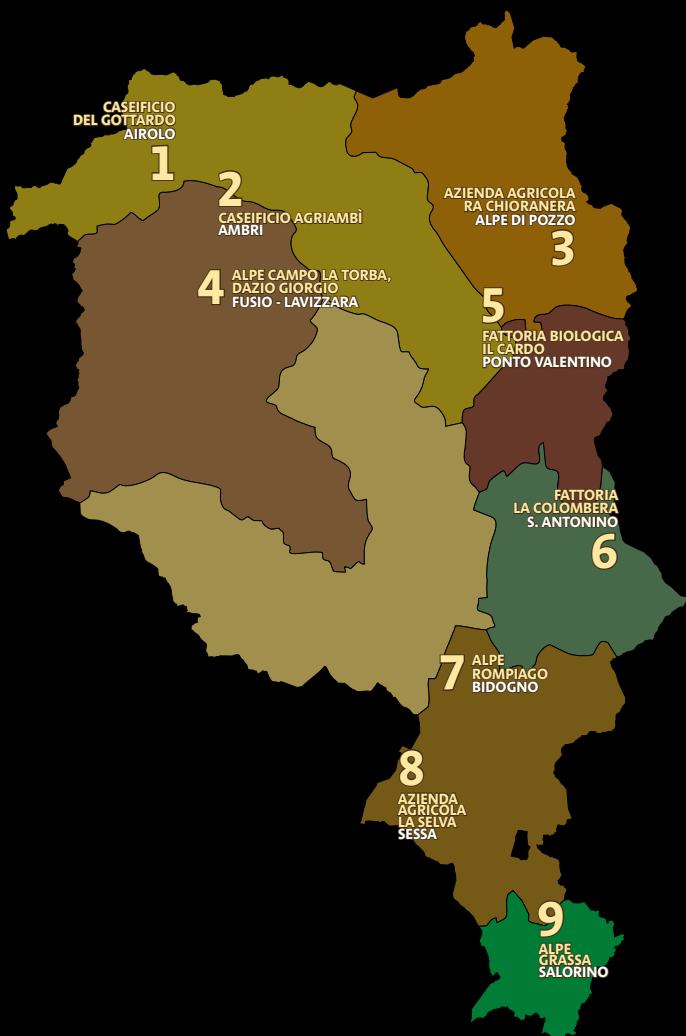 CASEIFICIO
DEL GOTTARDO
AIROLO
1
2
CASEIFICIO AGRIAMBÌ
AMBRI
AZIENDA AGRICOLA
RA CHIORANERA
ALPE DI POZZO
3
4
ALPE CAMPO LA TORBA,
DAZIO GIORGIO
FUSIO - LAVIZZARA
5
FATTORIA BIOLOGICA
IL CARDO
PONTO VALENTINO
FATTORIA
LA COLOMBERA
S. ANTONINO
6
7
ALPE
ROMPIAGO
BIDOGNO
8
AZIENDA
AGRICOLA
LA SELVA
SESSA
9
ALPE
GRASSA
SALORINO